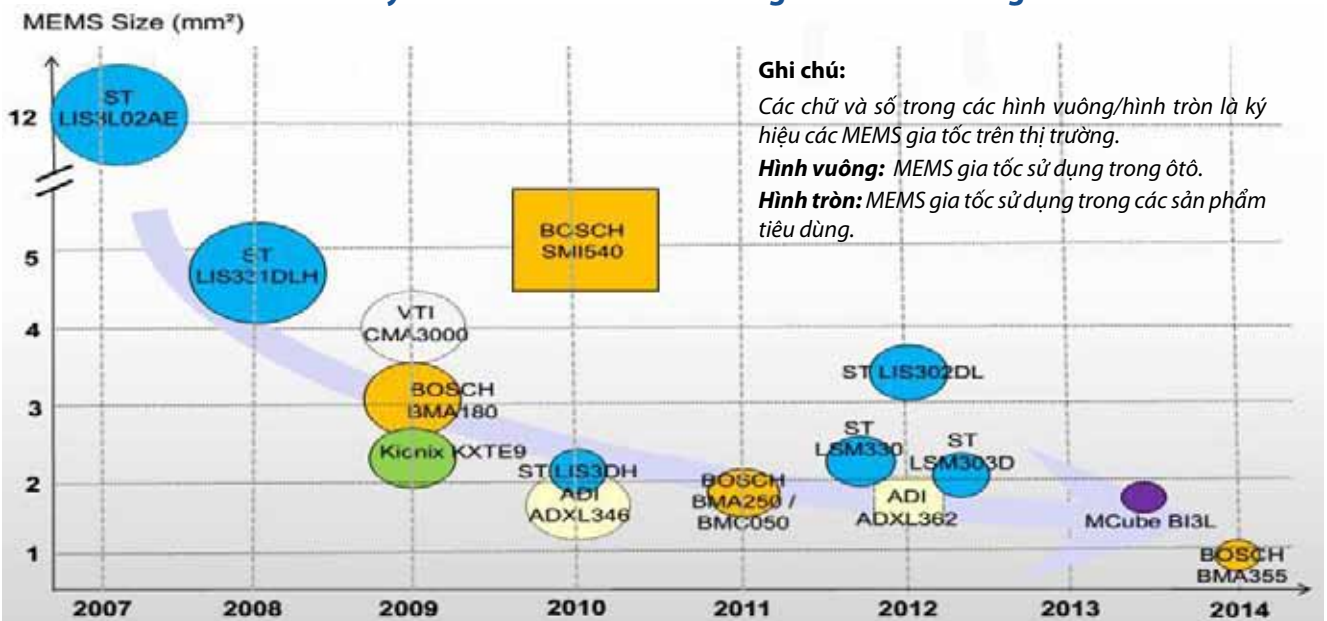 MEMS Size (mm²)
Ghi chú:
Các chữ và số trong các hình vuông/hình tròn là ký
hiệu các MEMS gia tốc trên thị trường.
Hình vuông: MEMS gia tốc sử dụng trong ôtô.
Hình tròn: MEMS gia tốc sử dụng trong các sản phẩm
tiêu dùng.
12
5
4
3
2
1
ST
LIS3L02AE
ST
LIS331DLH
VTI
CMA3000
BOSCH
BMA180
Kionix KXTE9
BOSCH
SMI540
ST LIS3DH
ADI
ADXL346
BOSCH
BMA250 /
BMC050
ST LIS302DL
ST
LSM330
ST
LSM303D
ADI
ADXL362
MCube BI3L
BOSCH
BMA355
2007
2008
2009
2010
2011
2012
2013
2014